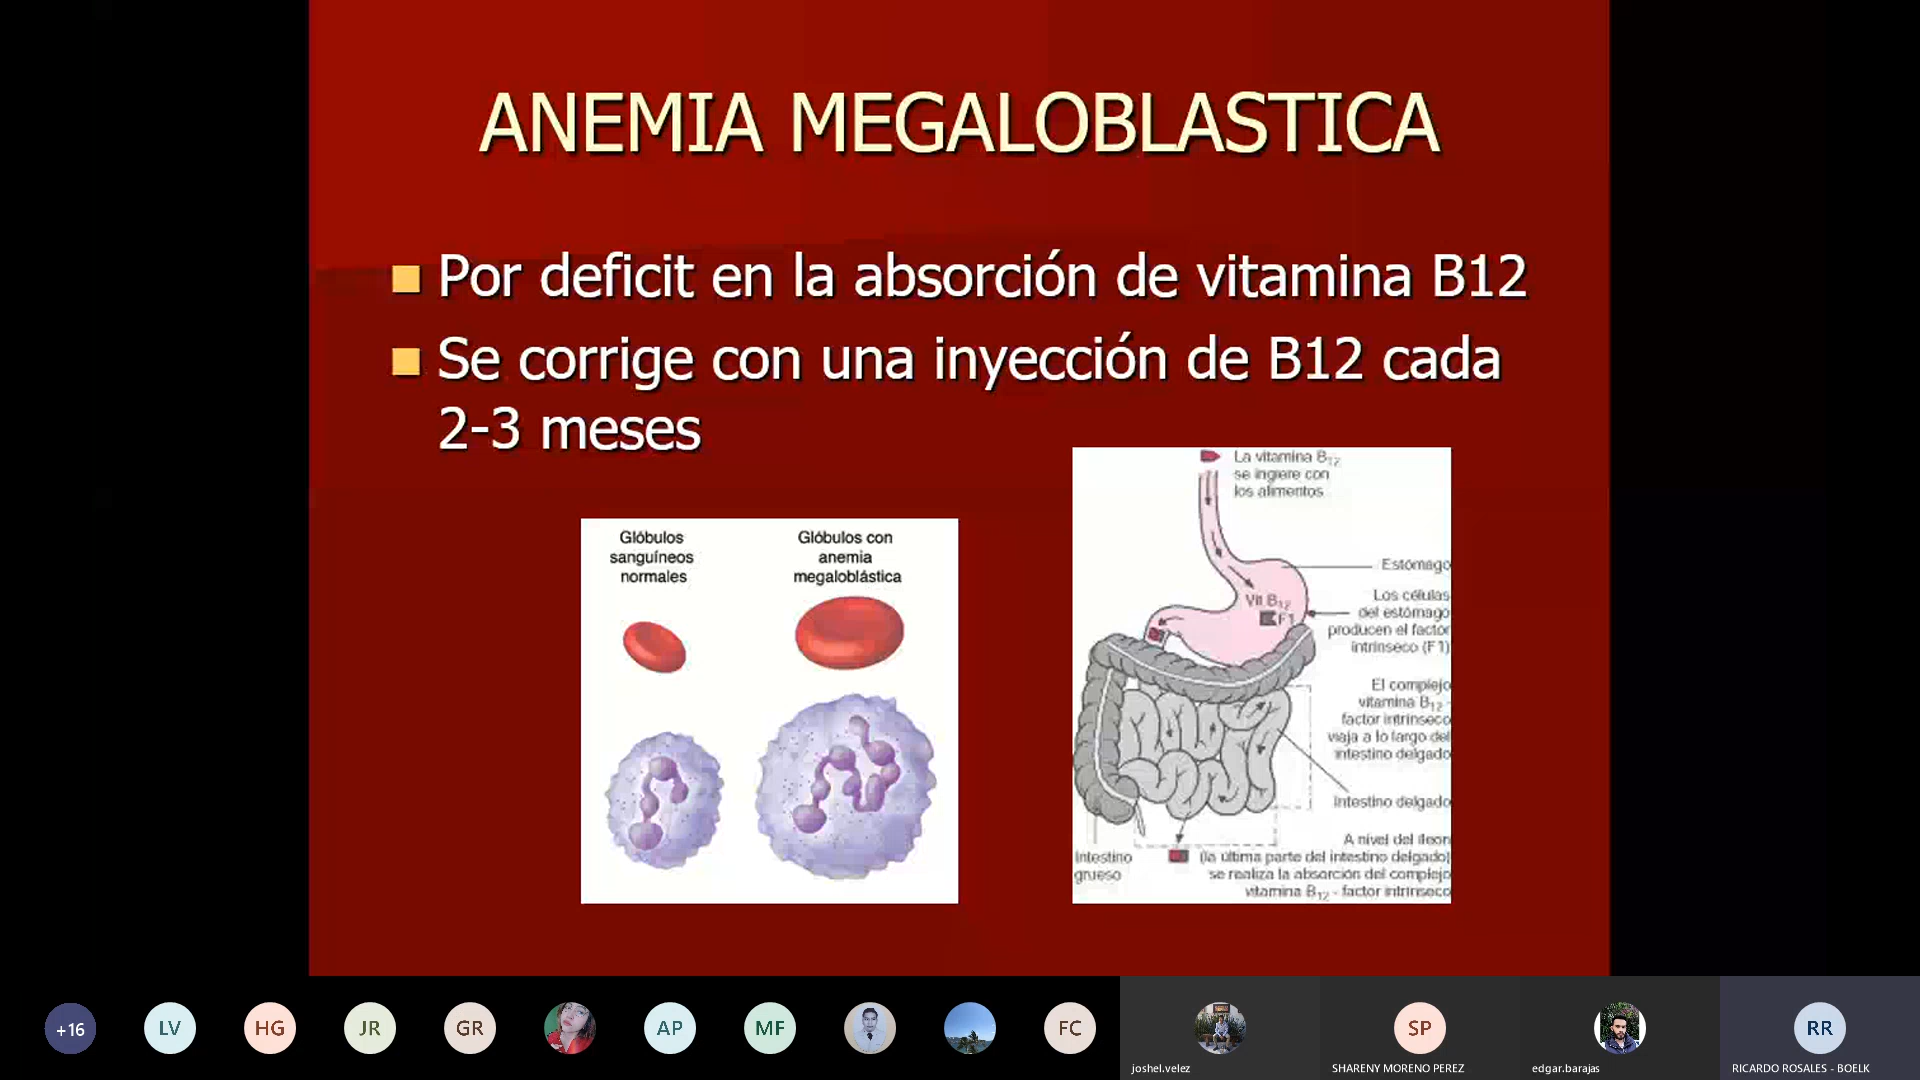 ANEMIA MEGALOBLASTICA
Por deficit en la absorción de vitamina B12
Se corrige con una inyección de B12 cada
2-3 meses
Glóbulos
sanguíneos
normales
Glóbulos con
anemia
megaloblástica
La vitamina B12
se ingiere con
los alimentos
Estómago
Vit B12
F1
Los células
del estómago
producen el factor
intrínseco (F1)
El complejo
vitamina B12 -
factor intrínseco
viaja a lo largo del
intestino delgado
Intestino delgado
A nivel del íleon
(la última parte del intestino delgado)
se realiza la absorción del complejo
vitamina B12 - factor intrínseco
Intestino
grueso
+16
LV
HG
JR
GR
AP
MF
FC
joshel.velez
SP
SHARENY MORENO PEREZ
edgar.barajas
RR
RICARDO ROSALES - BOELK